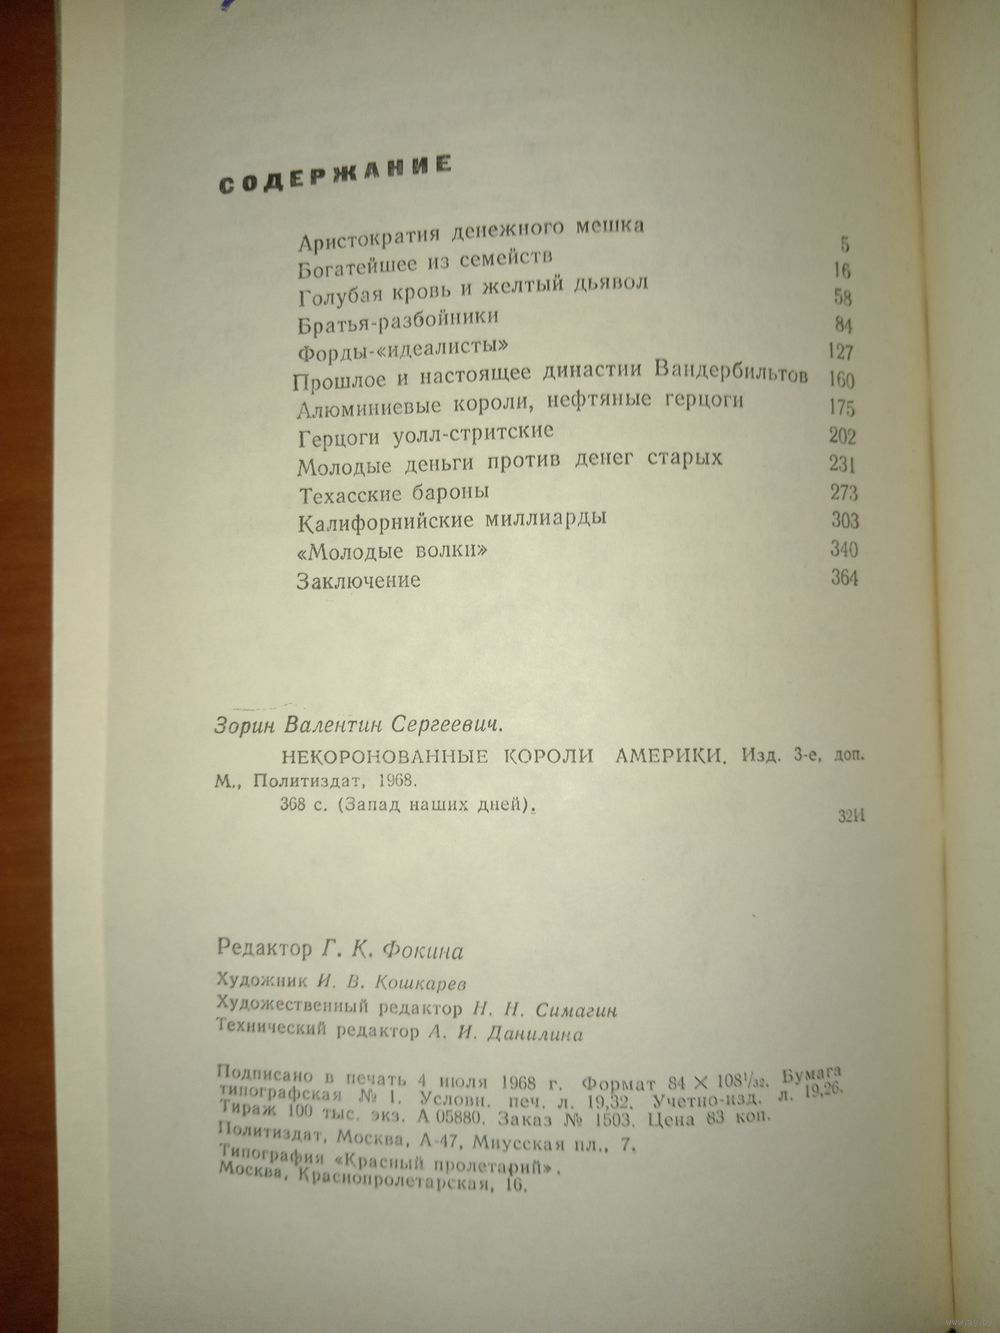 СОДЕРЖАНИЕ
Аристократия денежного мешка 5
Богатейшее из семейств 16
Голубая кровь и желтый дьявол 58
Братья-разбойники 84
Форды-«идеалисты» 127
Прошлое и настоящее династии Вандербильтов 160
Алюминиевые короли, нефтяные герцоги 175
Герцоги уолл-стритские 202
Молодые деньги против денег старых 231
Техасские бароны 273
Калифорнийские миллиарды 303
«Молодые волки» 340
Заключение 364
Зорин Валентин Сергеевич.
НЕКОРОНОВАННЫЕ КОРОЛИ АМЕРИКИ. Изд. 3-е, доп.
М., Политиздат, 1968.
368 с. (Запад наших дней).
32И
Редактор Г. К. Фокина
Художник И. В. Кошкарев
Художественный редактор Н. Н. Симагин
Технический редактор А. И. Данилина
Подписано в печать 4 июля 1968 г. Формат 84 × 108¹/₃₂. Бумага
типографская № 1. Условн. печ. л. 19,32. Учетно-изд. л. 19,26.
Тираж 100 тыс. экз. А 05880. Заказ № 1503. Цена 83 коп.
Политиздат, Москва, А-47, Миусская пл., 7.
Типография «Красный пролетарий».
Москва, Краснопролетарская, 16.
www.ay.by